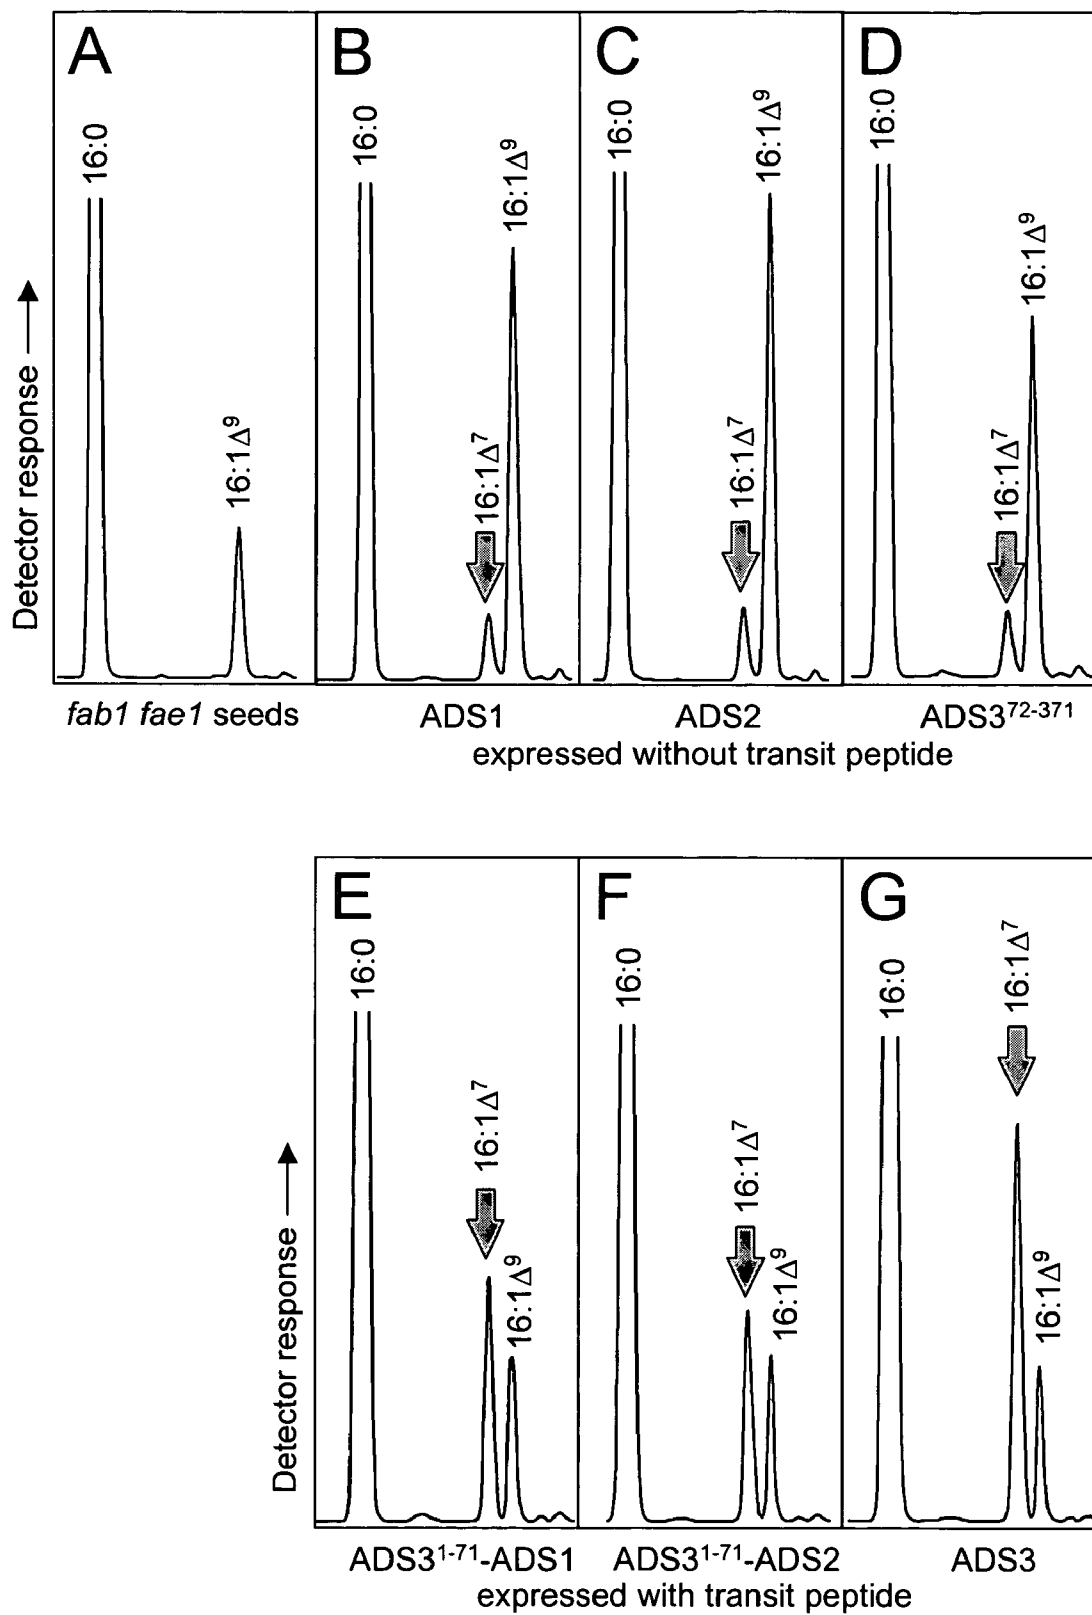 A
B
C
D
16:0
16:1Δ9
16:0
16:1Δ7
16:1Δ9
16:0
16:1Δ7
16:1Δ9
16:0
16:1Δ7
16:1Δ9
Detector response
fab1 fae1 seeds
ADS1
ADS2
ADS372-371
expressed without transit peptide
E
F
G
16:0
16:1Δ7
16:1Δ9
16:0
16:1Δ7
16:1Δ9
16:0
16:1Δ7
16:1Δ9
Detector response
ADS31-71-ADS1
ADS31-71-ADS2
ADS3
expressed with transit peptide